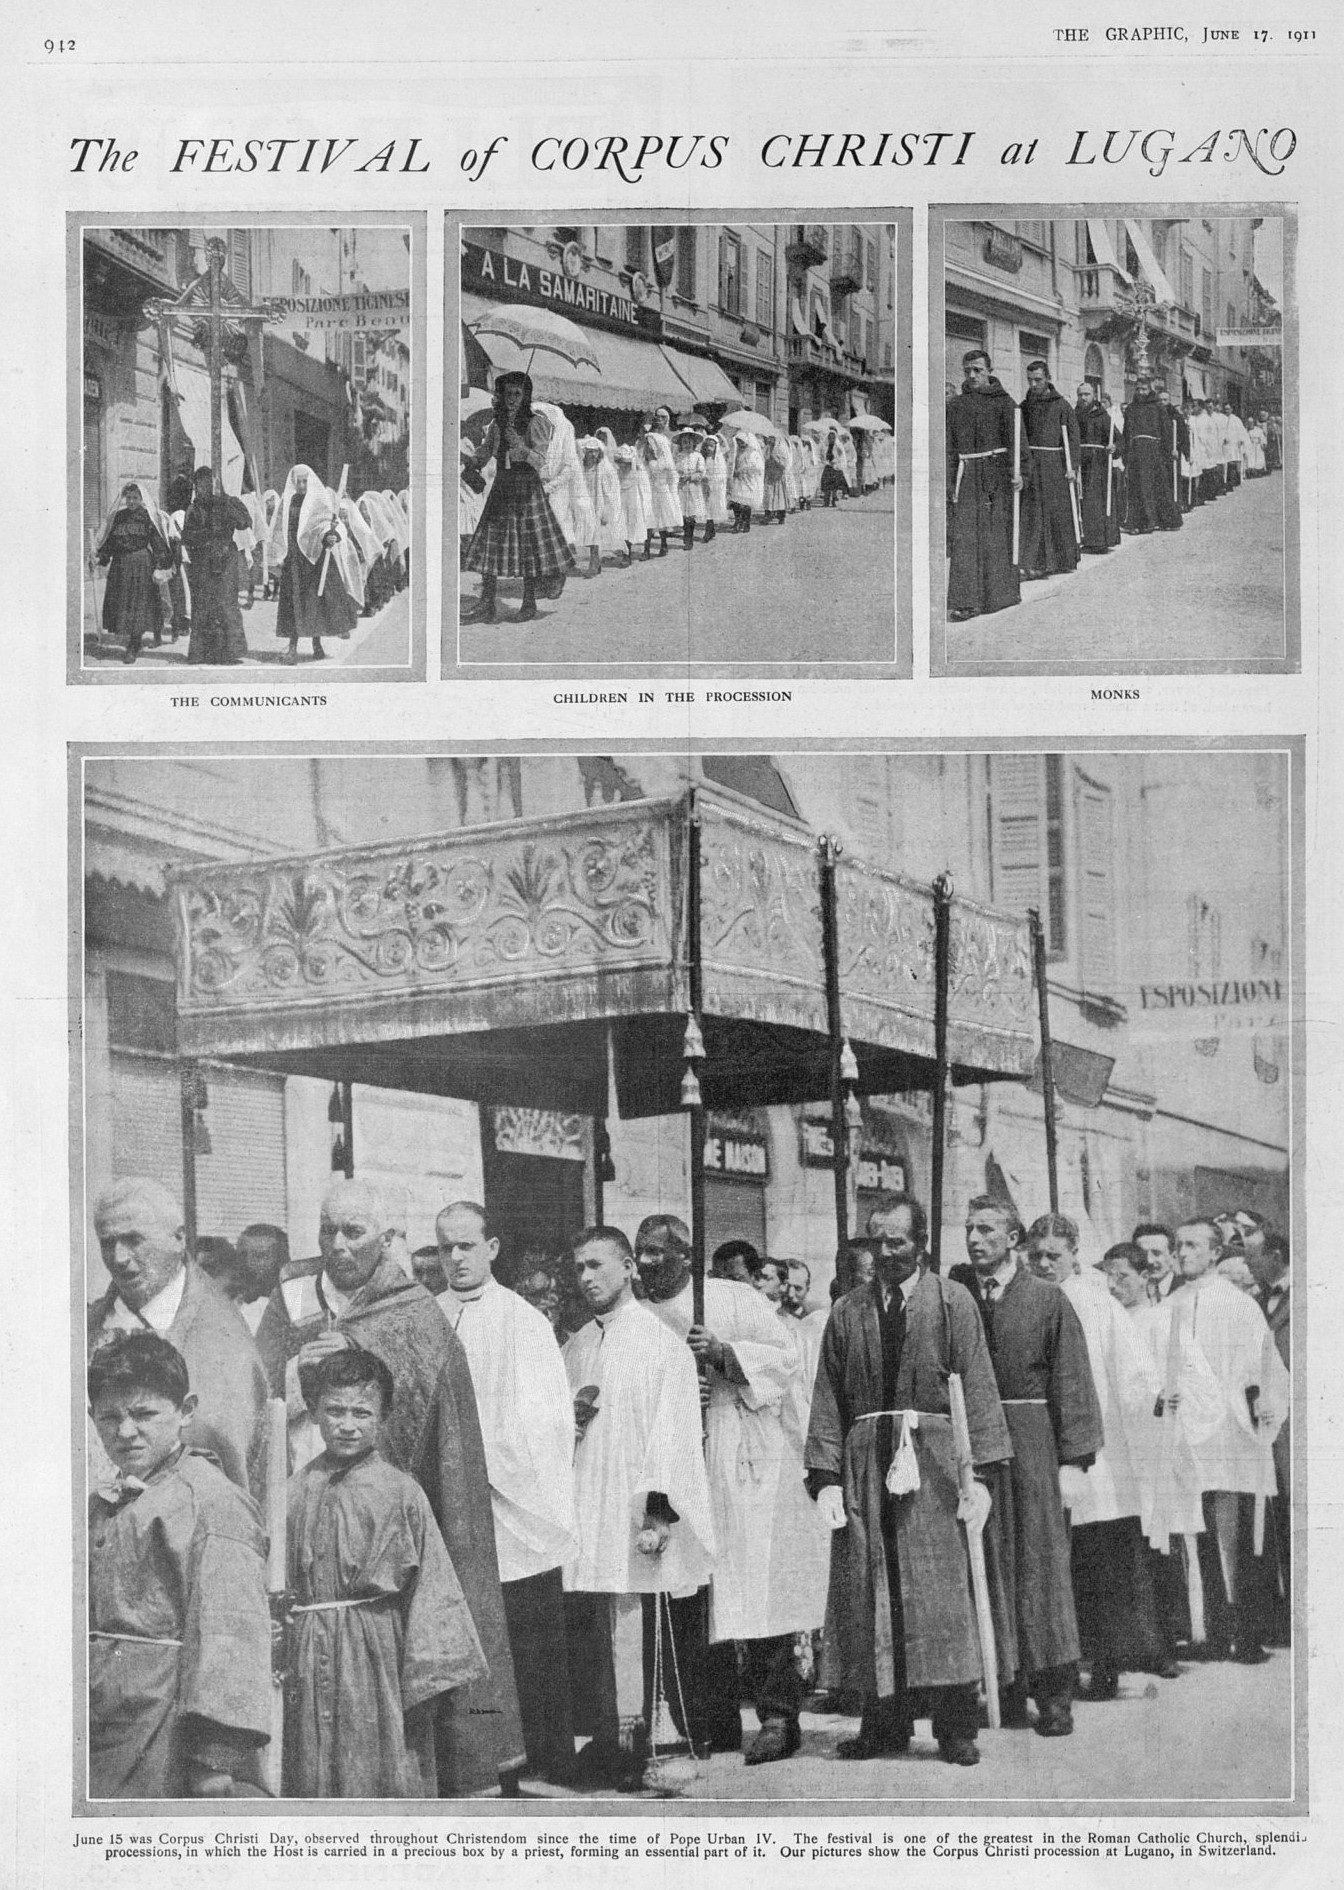 942
THE GRAPHIC, JUNE 17. 1911
The FESTIVAL of CORPUS CHRISTI at LUGANO
ESPOSIZIONE TICINESE
Parc
A LA SAMARITAINE
ESPOSIZIONE
THE COMMUNICANTS
CHILDREN IN THE PROCESSION
MONKS
ESPOSIZIONE
MAISON
June 15 was Corpus Christi Day, observed throughout Christendom since the time of Pope Urban IV. The festival is one of the greatest in the Roman Catholic Church, splendid
processions, in which the Host is carried in a precious box by a priest, forming an essential part of it. Our pictures show the Corpus Christi procession at Lugano, in Switzerland.